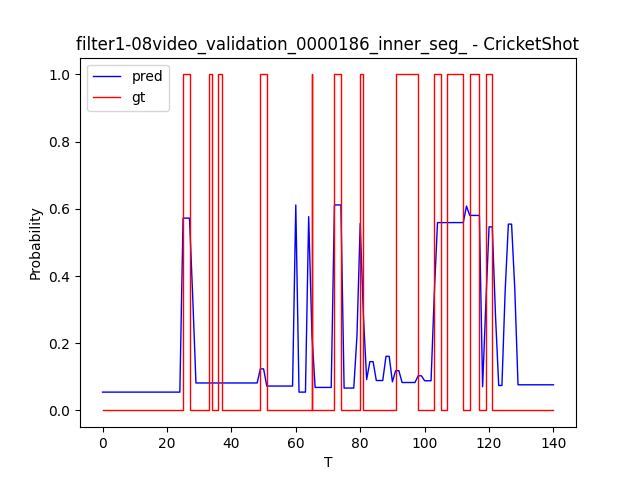 filter1-08video_validation_0000186_inner_seg_ - CricketShot
pred
gt
1.0
0.8
0.6
0.4
0.2
0.0
Probability
0 20 40 60 80 100 120 140
T